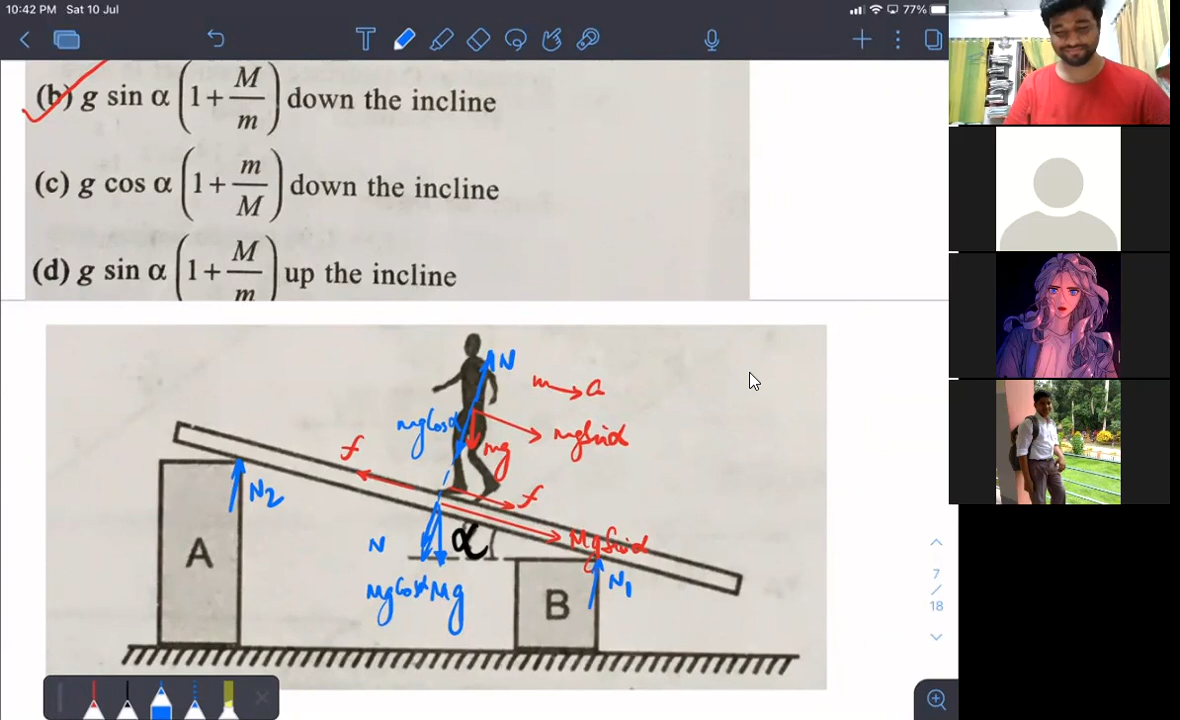 10:42 PM Sat 10 Jul
77%
T
(b) g sin α (1 + M/m) down the incline
(c) g cos α (1 + m/M) down the incline
(d) g sin α (1 + M/m) up the incline
N
m → a
mg cos α
mg sin α
mg
f
f
N2
N
α
Mg sin α
A
Mg cos α Mg
B
N1
7
/
18